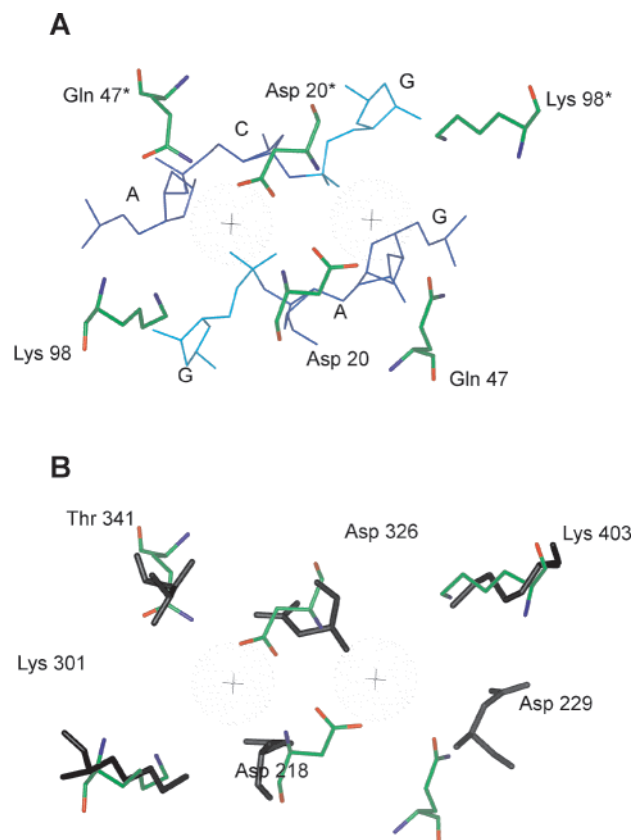 A
Gln 47*
Asp 20*
G
C
Lys 98*
A
G
A
Lys 98
Asp 20
G
Gln 47
B
Thr 341
Asp 326
Lys 403
Lys 301
Asp 229
Asp 218